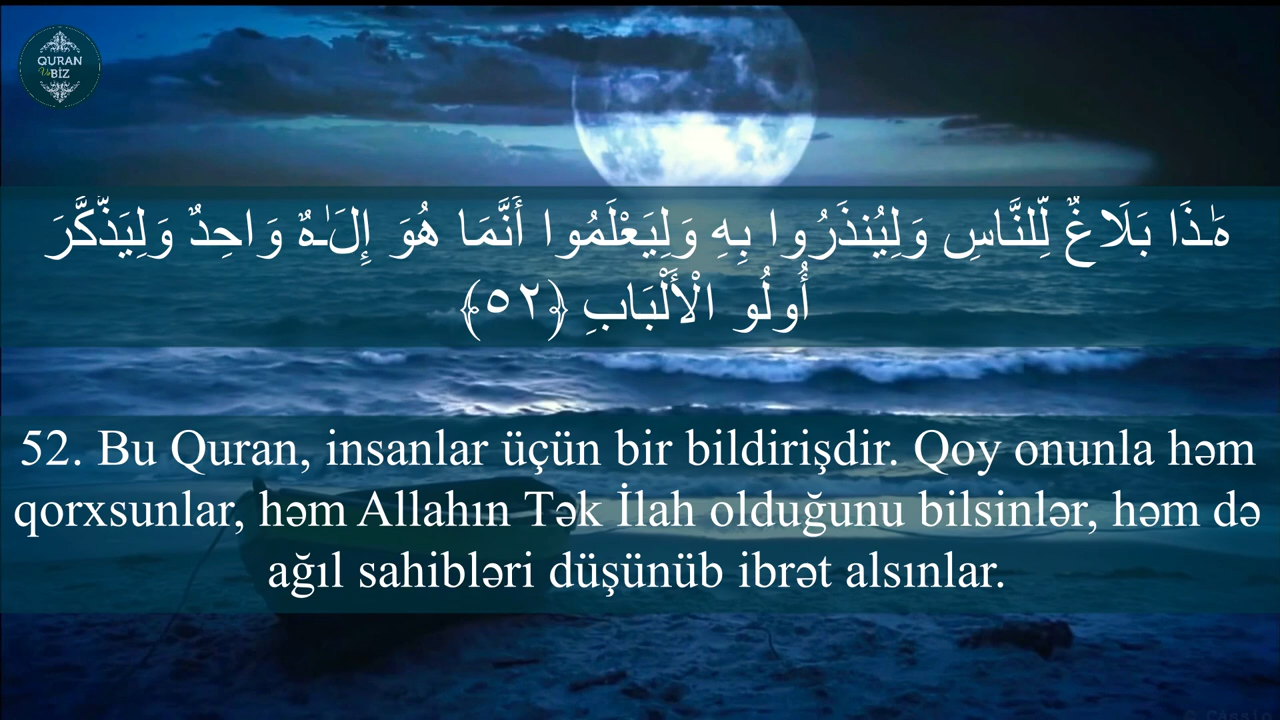 QURAN
Və
BİZ
هَٰذَا بَلَاغٌ لِّلنَّاسِ وَلِيُنذَرُوا بِهِ وَلِيَعْلَمُوا أَنَّمَا هُوَ إِلَٰهٌ وَاحِدٌ وَلِيَذَّكَّرَ
أُولُو الْأَلْبَابِ ﴿٥٢﴾
52. Bu Quran, insanlar üçün bir bildirişdir. Qoy onunla həm
qorxsunlar, həm Allahın Tək İlah olduğunu bilsinlər, həm də
ağıl sahibləri düşünüb ibrət alsınlar.